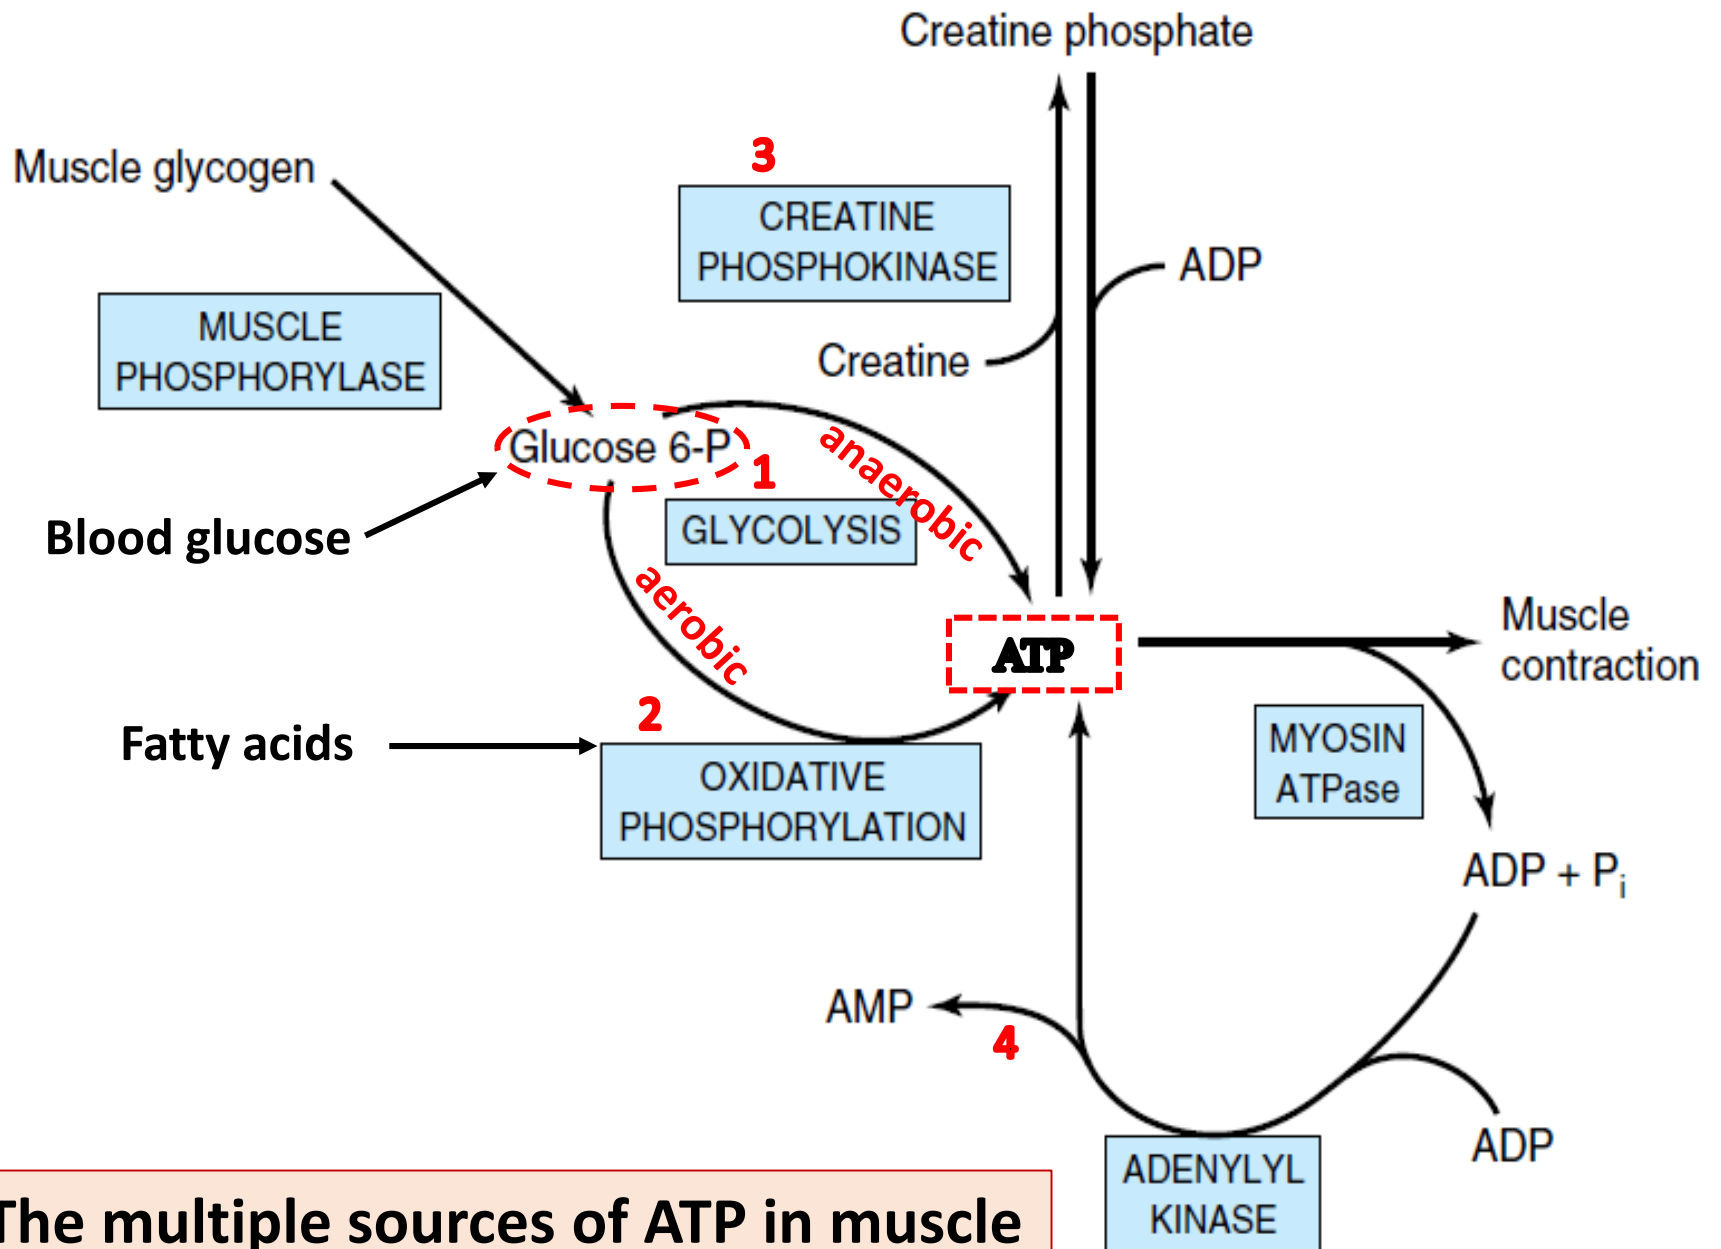 Creatine phosphate
3
Muscle glycogen
CREATINE
PHOSPHOKINASE
ADP
MUSCLE
PHOSPHORYLASE
Creatine
Glucose 6-P
1
anaerobic
GLYCOLYSIS
Blood glucose
aerobic
ATP
Muscle
contraction
2
Fatty acids
OXIDATIVE
PHOSPHORYLATION
MYOSIN
ATPase
ADP + Pi
AMP
4
ADP
ADENYLYL
KINASE
The multiple sources of ATP in muscle